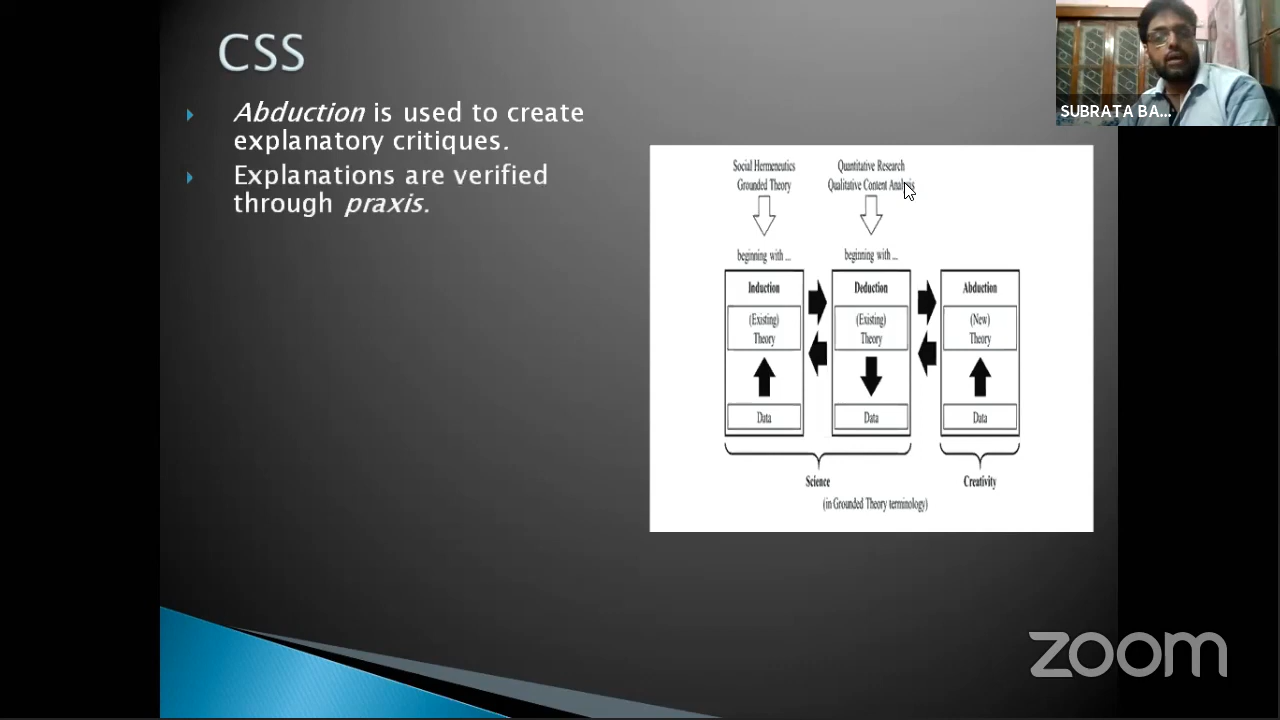 CSS
Abduction is used to create
explanatory critiques.
Explanations are verified
through praxis.
SUBRATA BA...
Social Hermeneutics
Grounded Theory
Quantitative Research
Qualitative Content Analysis
beginning with ...
beginning with ...
Induction
(Existing)
Theory
Data
Deduction
(Existing)
Theory
Data
Abduction
(New)
Theory
Data
Science
Creativity
(in Grounded Theory terminology)
zoom